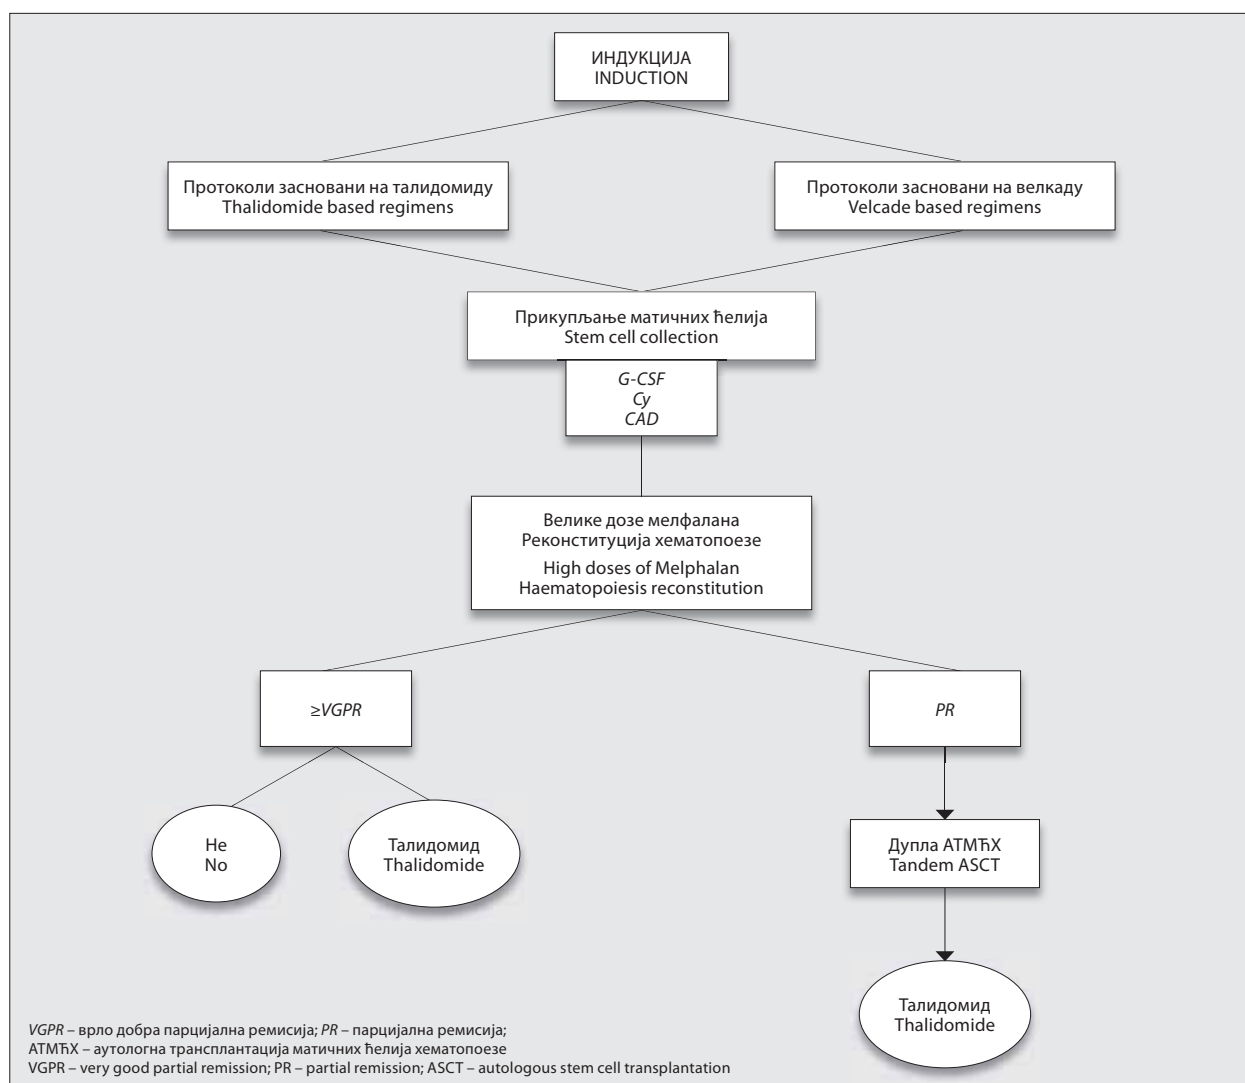 ИНДУКЦИЈА
INDUCTION
Протоколи засновани на талидомиду
Thalidomide based regimens
Протоколи засновани на велкаду
Velcade based regimens
Прикупљање матичних ћелија
Stem cell collection
G-CSF
Cy
CAD
Велике дозе мелфалана
Реконституција хематопоезе
High doses of Melphalan
Haematopoiesis reconstitution
≥VGPR
PR
Не
No
Талидомид
Thalidomide
Дупла АТМЋХ
Tandem ASCT
Талидомид
Thalidomide
VGPR – врло добра парцијална ремисија; PR – парцијална ремисија;
АТМЋХ – аутологна трансплантација матичних ћелија хематопоезе
VGPR – very good partial remission; PR – partial remission; ASCT – autologous stem cell transplantation